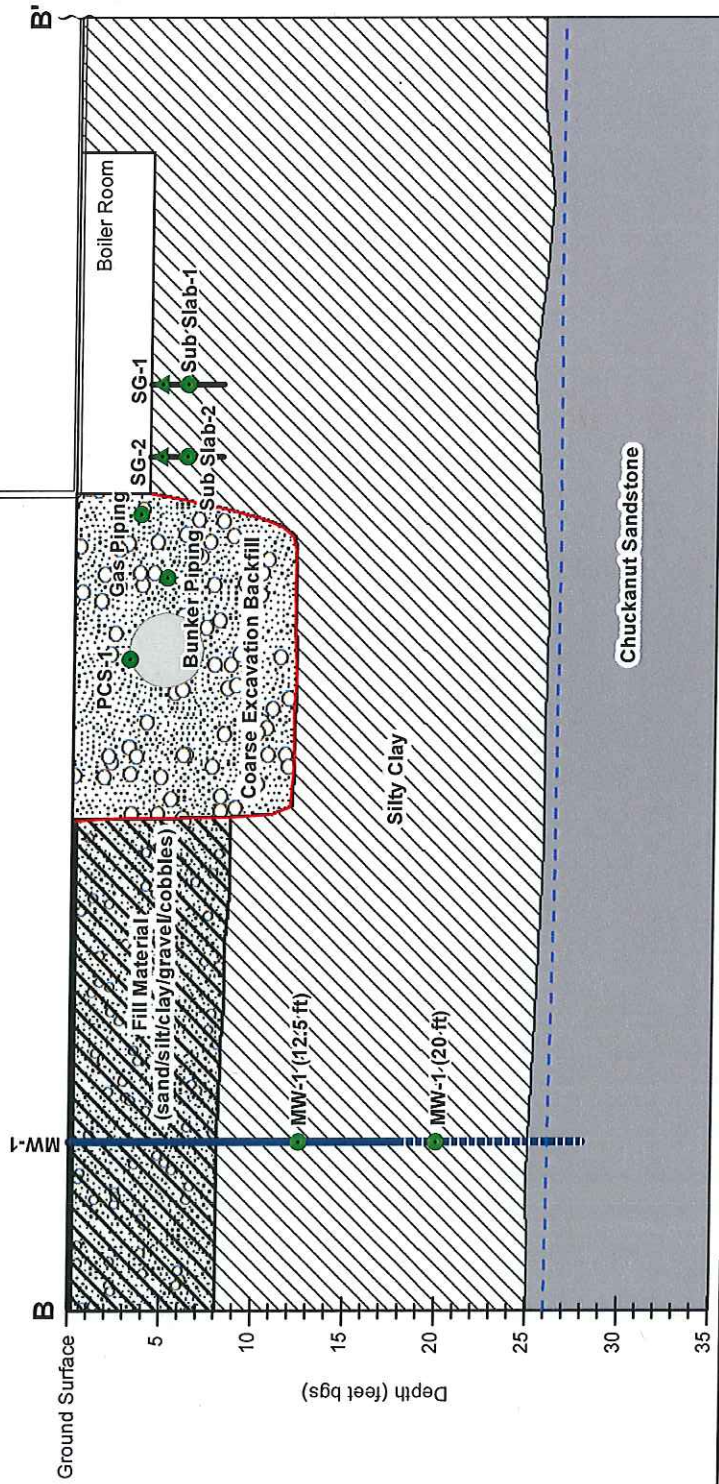 B
B'
Ground Surface
MW-1
Fill Material
(sand/silt/clay/gravel/cobbles)
PCS-1
Gas Piping
Bunker Piping
Coarse Excavation Backfill
SG-2
SG-1
Boiler Room
Sub Slab-2
Sub Slab-1
MW-1 (12.5 ft)
MW-1 (20 ft)
Silty Clay
Chuckanut Sandstone
Depth (feet bgs)
5
10
15
20
25
30
35